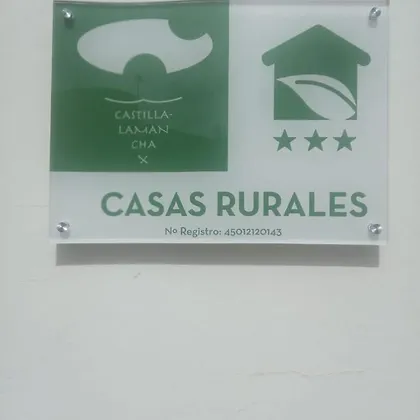 CASTILLA-
LAMAN
CHA
X
CASAS RURALES
Nº Registro: 45012120143